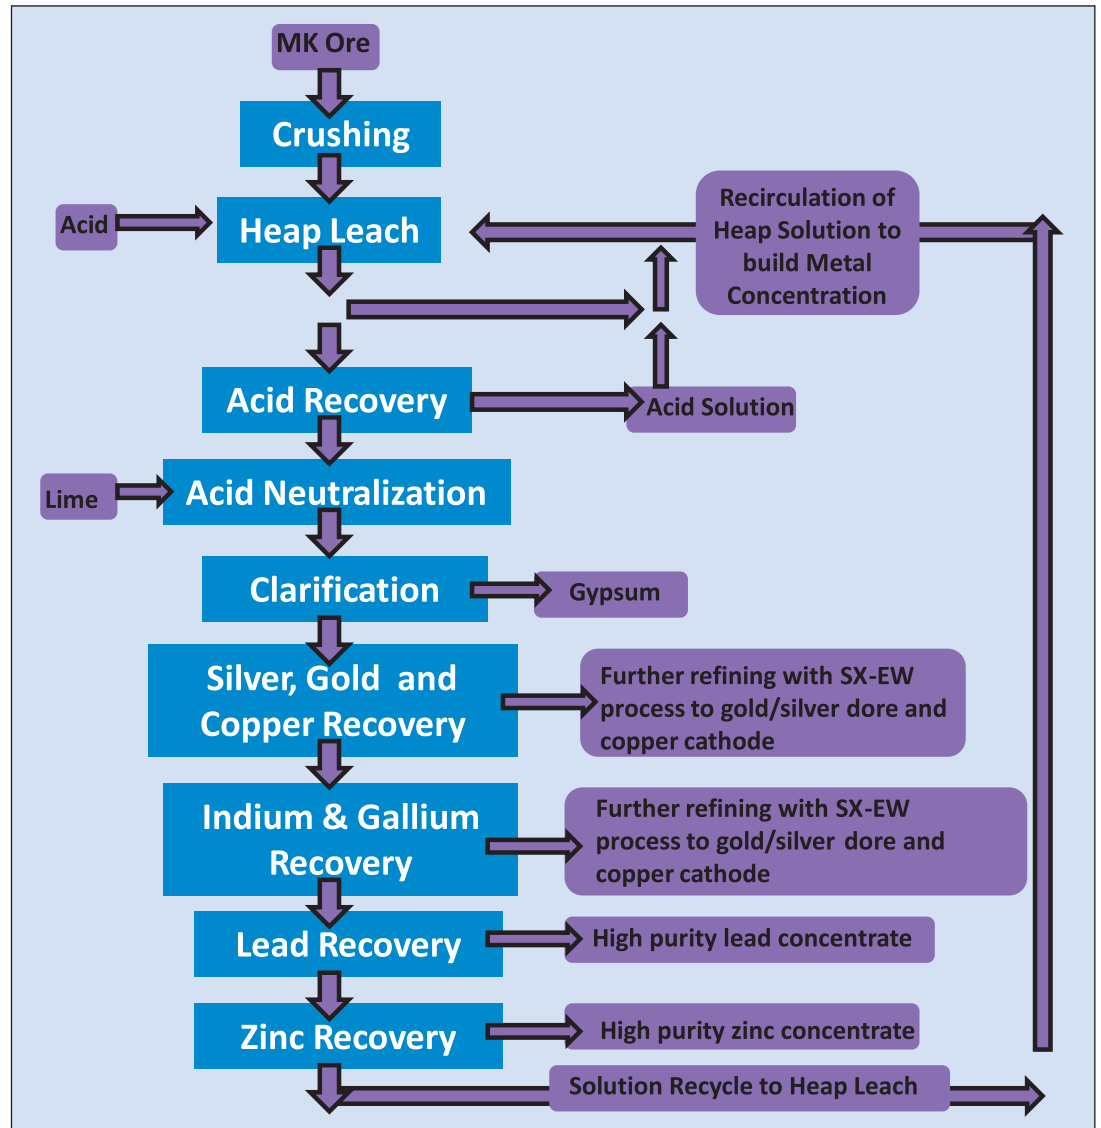 MK Ore
Crushing
Acid
Heap Leach
Recirculation of
Heap Solution to
build Metal
Concentration
Acid Recovery
Acid Solution
Lime
Acid Neutralization
Clarification
Gypsum
Silver, Gold and
Copper Recovery
Further refining with SX-EW
process to gold/silver dore and
copper cathode
Indium & Gallium
Recovery
Further refining with SX-EW
process to gold/silver dore and
copper cathode
Lead Recovery
High purity lead concentrate
Zinc Recovery
High purity zinc concentrate
Solution Recycle to Heap Leach